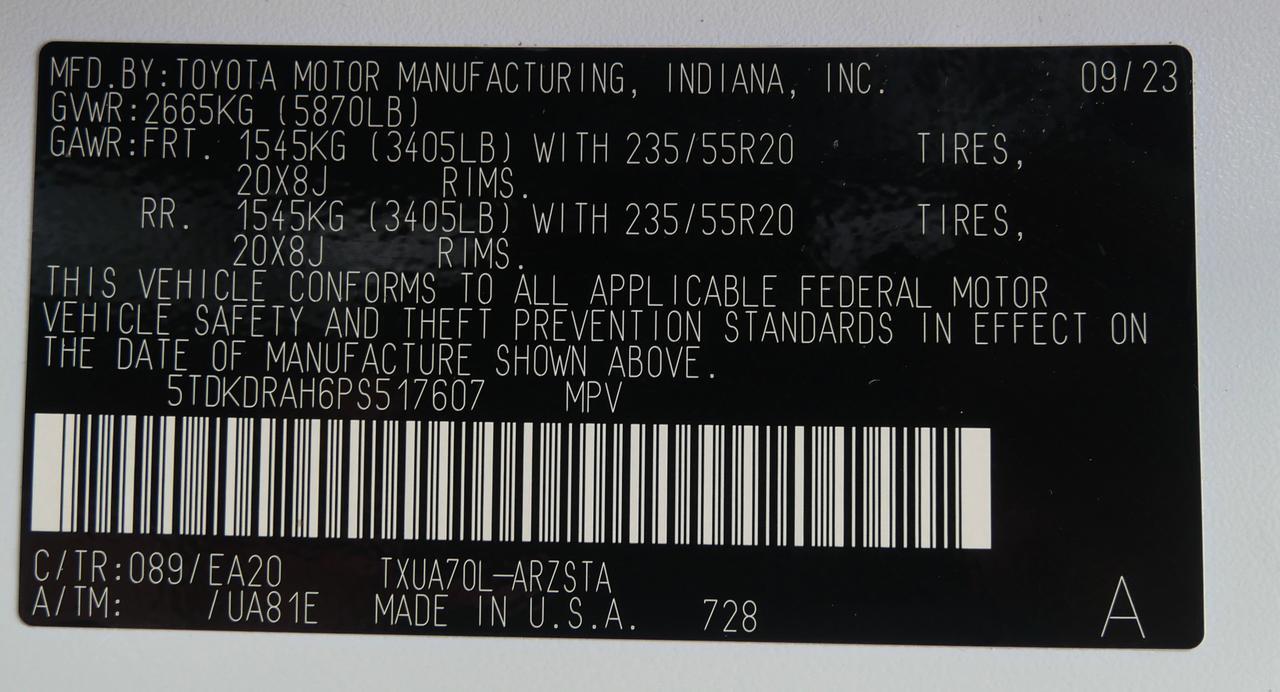 MFD.BY:TOYOTA MOTOR MANUFACTURING, INDIANA, INC. 09/23
GVWR:2665KG (5870LB)
GAWR:FRT. 1545KG (3405LB) WITH 235/55R20 TIRES,
20X8J RIMS.
RR. 1545KG (3405LB) WITH 235/55R20 TIRES,
20X8J RIMS.
THIS VEHICLE CONFORMS TO ALL APPLICABLE FEDERAL MOTOR
VEHICLE SAFETY AND THEFT PREVENTION STANDARDS IN EFFECT ON
THE DATE OF MANUFACTURE SHOWN ABOVE.
5TDKDRAH6PS517607 MPV
C/TR:089/EA20 TXUA70L-ARZSTA
A/TM: /UA81E MADE IN U.S.A. 728 A